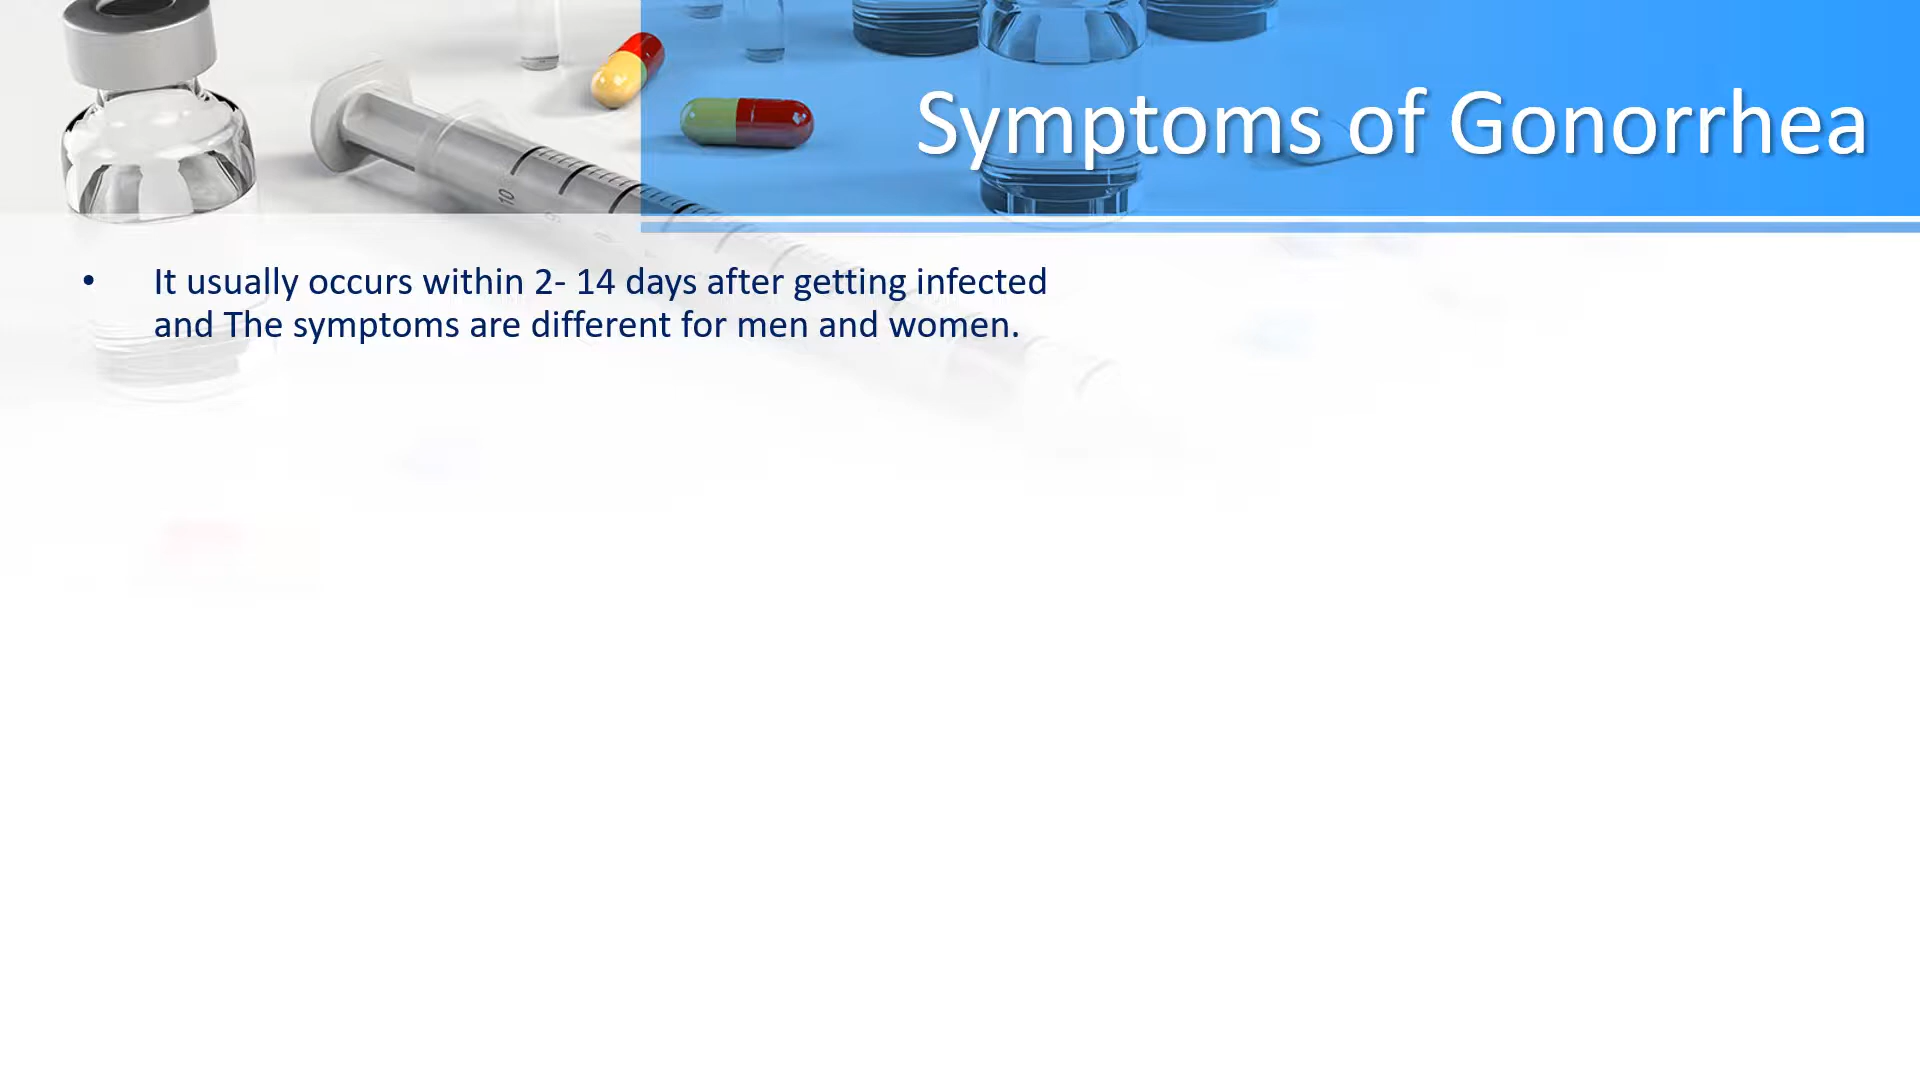 Symptoms of Gonorrhea
• It usually occurs within 2- 14 days after getting infected
and The symptoms are different for men and women.
10